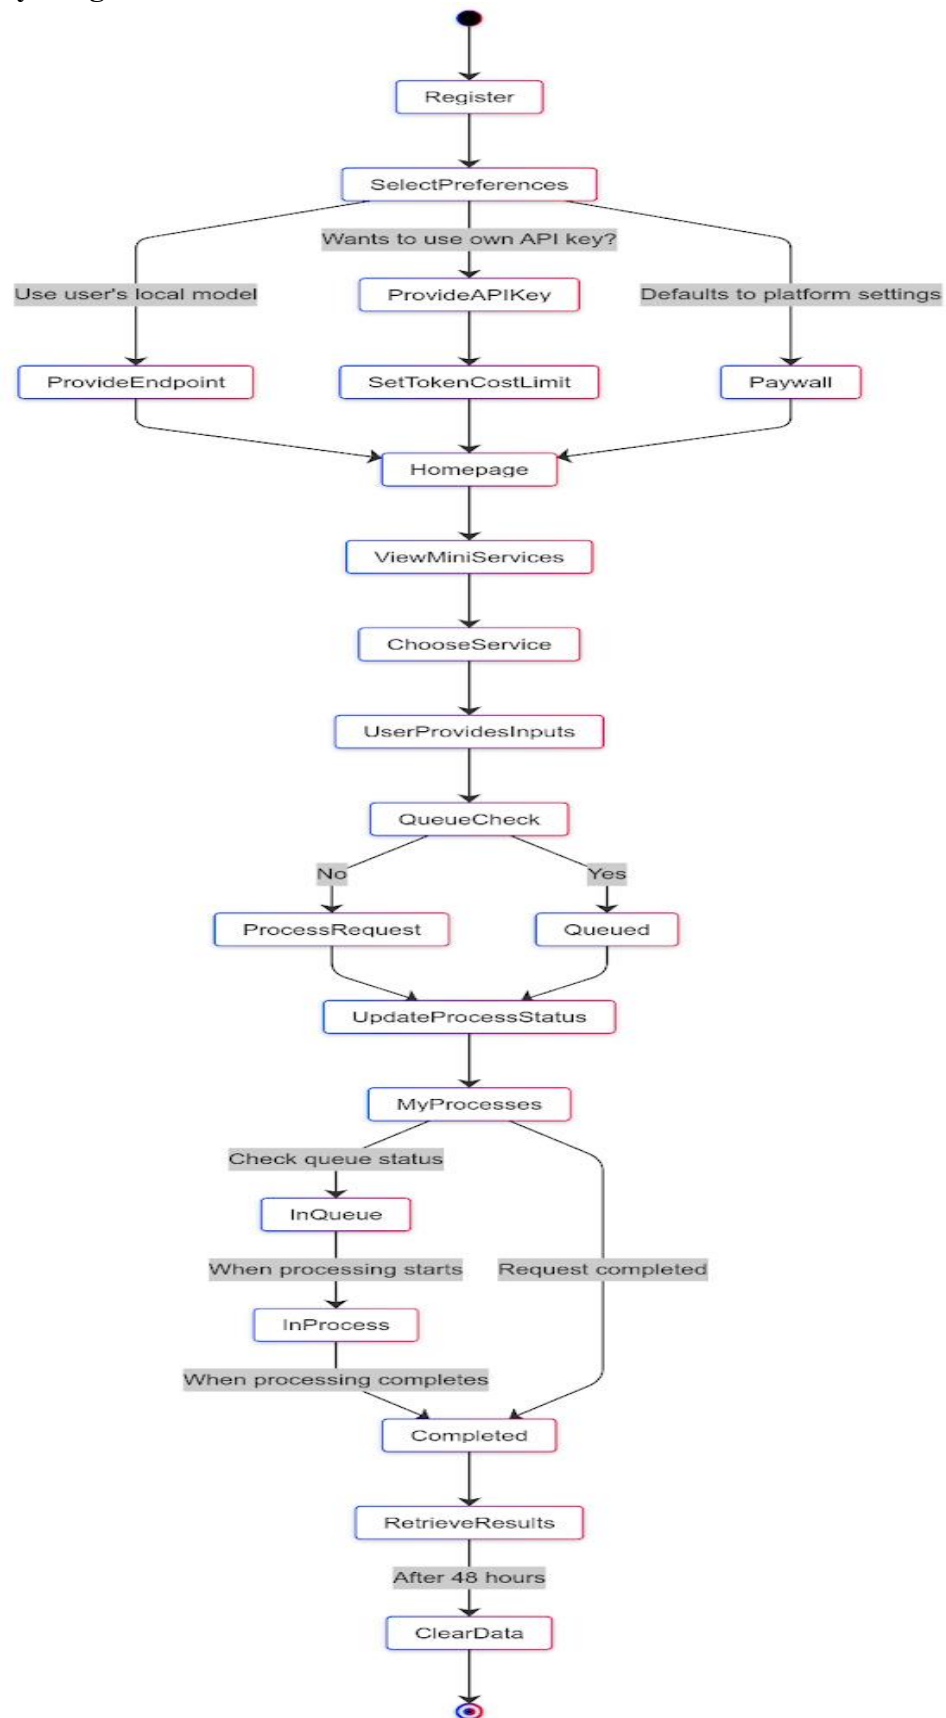 Register
SelectPreferences
Wants to use own API key?
Use user's local model
ProvideAPIKey
Defaults to platform settings
ProvideEndpoint
SetTokenCostLimit
Paywall
Homepage
ViewMiniServices
ChooseService
UserProvidesInputs
QueueCheck
No
Yes
ProcessRequest
Queued
UpdateProcessStatus
MyProcesses
Check queue status
InQueue
When processing starts
Request completed
InProcess
When processing completes
Completed
RetrieveResults
After 48 hours
ClearData